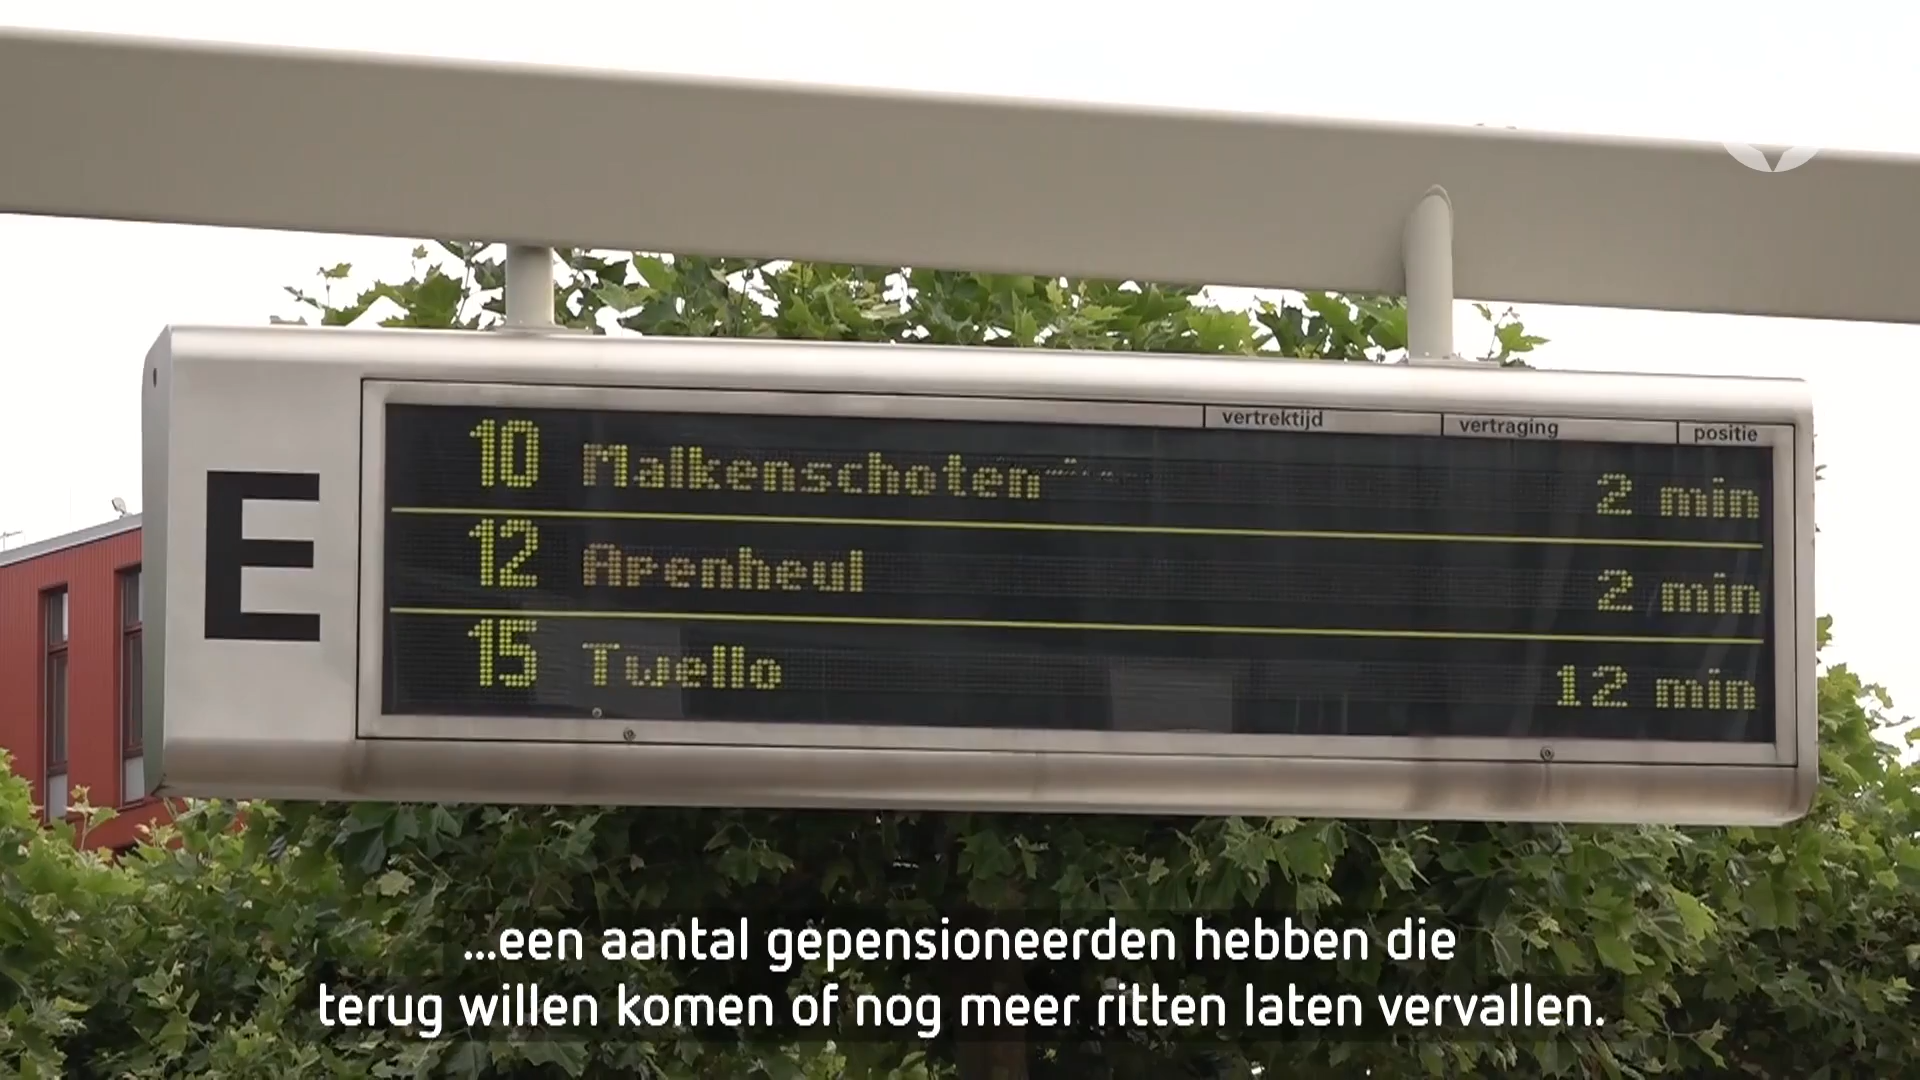 E
vertrektijd vertraging positie
10 Malkenschoten 2 min
12 Apenheul 2 min
15 Twello 12 min
...een aantal gepensioneerden hebben die
terug willen komen of nog meer ritten laten vervallen.